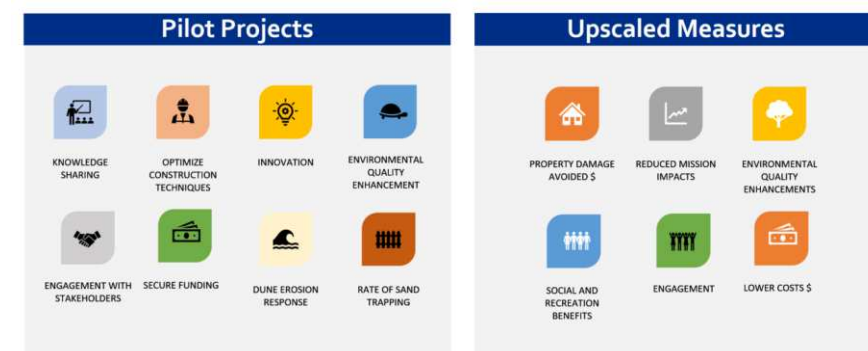 Pilot Projects
KNOWLEDGE
SHARING
OPTIMIZE
CONSTRUCTION
TECHNIQUES
INNOVATION
ENVIRONMENTAL
QUALITY
ENHANCEMENT
ENGAGEMENT WITH
STAKEHOLDERS
SECURE FUNDING
DUNE EROSION
RESPONSE
RATE OF SAND
TRAPPING
Upscaled Measures
PROPERTY DAMAGE
AVOIDED $
REDUCED MISSION
IMPACTS
ENVIRONMENTAL
QUALITY
ENHANCEMENTS
SOCIAL AND
RECREATION
BENEFITS
ENGAGEMENT
LOWER COSTS $